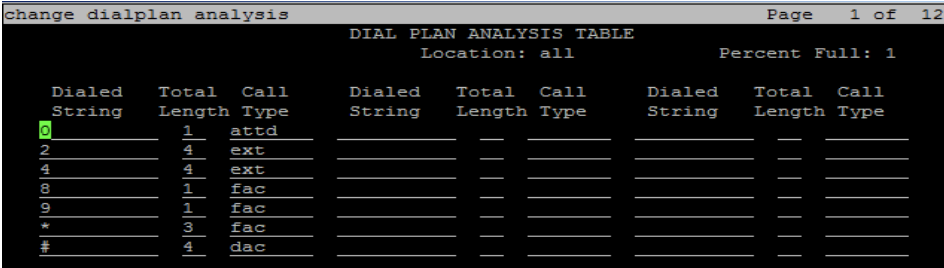 change dialplan analysis Page 1 of 12
DIAL PLAN ANALYSIS TABLE
Location: all Percent Full: 1
Dialed Total Call Dialed Total Call Dialed Total Call
String Length Type String Length Type String Length Type
0 1 attd
2 4 ext
4 4 ext
8 1 fac
9 1 fac
* 3 fac
# 4 dac